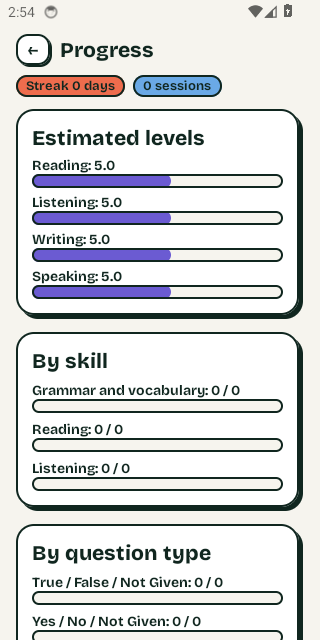 2:54
← Progress
Streak 0 days 0 sessions
Estimated levels
Reading: 5.0
Listening: 5.0
Writing: 5.0
Speaking: 5.0
By skill
Grammar and vocabulary: 0 / 0
Reading: 0 / 0
Listening: 0 / 0
By question type
True / False / Not Given: 0 / 0
Yes / No / Not Given: 0 / 0